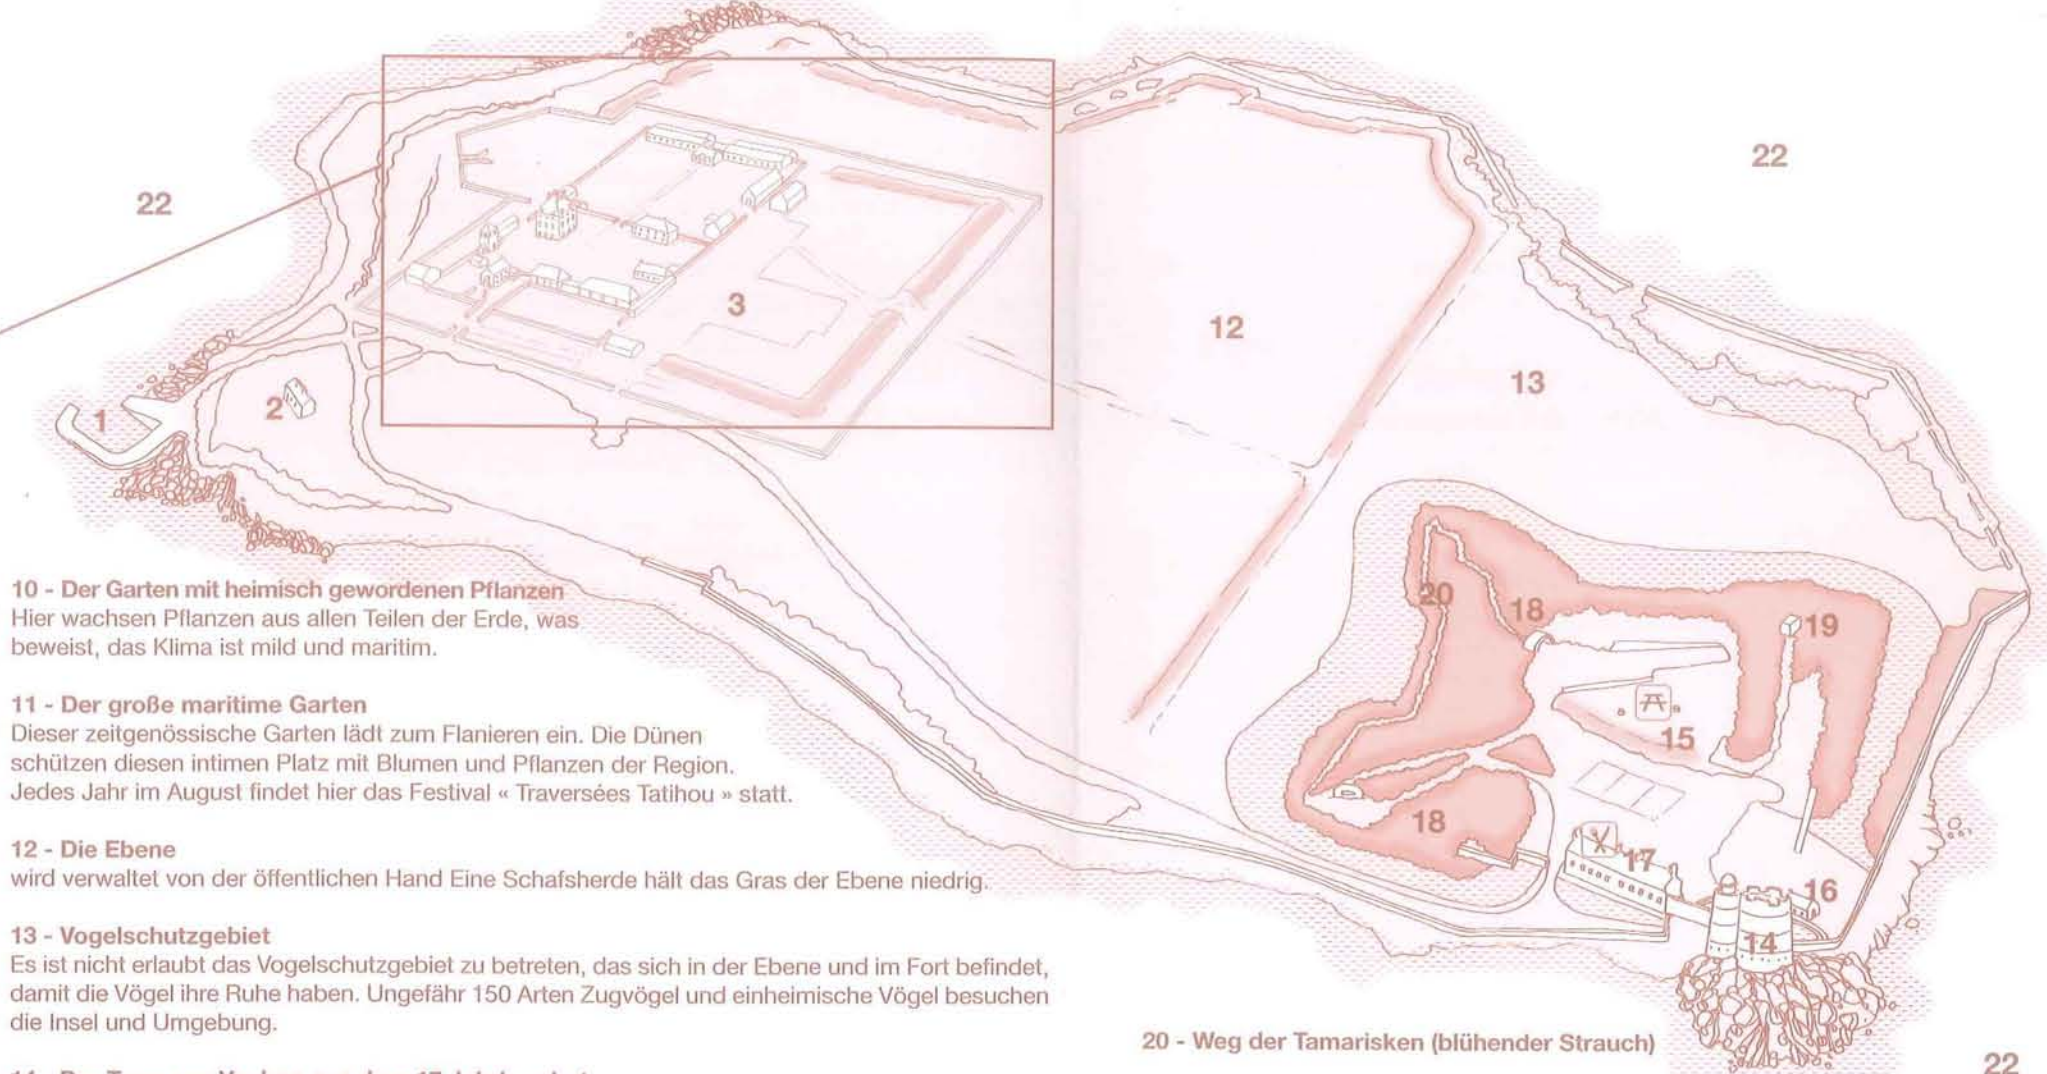 22
22
3
12
13
1
2
10 - Der Garten mit heimisch gewordenen Pflanzen
Hier wachsen Pflanzen aus allen Teilen der Erde, was
beweist, das Klima ist mild und maritim.
11 - Der große maritime Garten
Dieser zeitgenössische Garten lädt zum Flanieren ein. Die Dünen
schützen diesen intimen Platz mit Blumen und Pflanzen der Region.
Jedes Jahr im August findet hier das Festival « Traversées Tatihou » statt.
12 - Die Ebene
wird verwaltet von der öffentlichen Hand Eine Schafsherde hält das Gras der Ebene niedrig.
13 - Vogelschutzgebiet
Es ist nicht erlaubt das Vogelschutzgebiet zu betreten, das sich in der Ebene und im Fort befindet,
damit die Vögel ihre Ruhe haben. Ungefähr 150 Arten Zugvögel und einheimische Vögel besuchen
die Insel und Umgebung.
20
18
19
15
18
17
16
14
20 - Weg der Tamarisken (blühender Strauch)
22